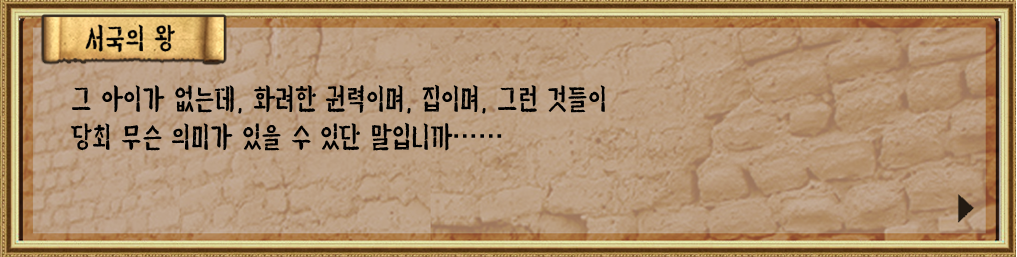 서국의 왕
그 아이가 없는데, 화려한 권력이며, 집이며, 그런 것들이
당최 무슨 의미가 있을 수 있단 말입니까……